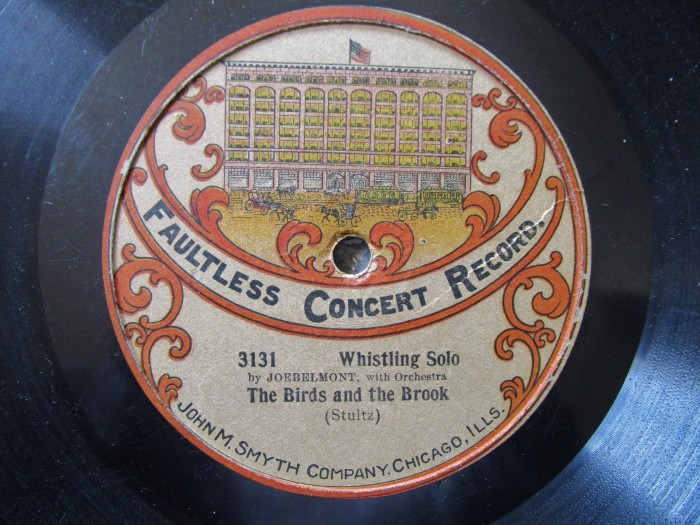 FAULTLESS CONCERT RECORD.
3131 Whistling Solo
by JOEBELMONT, with Orchestra
The Birds and the Brook
(Stultz)
JOHN M. SMYTH COMPANY. CHICAGO, ILLS.